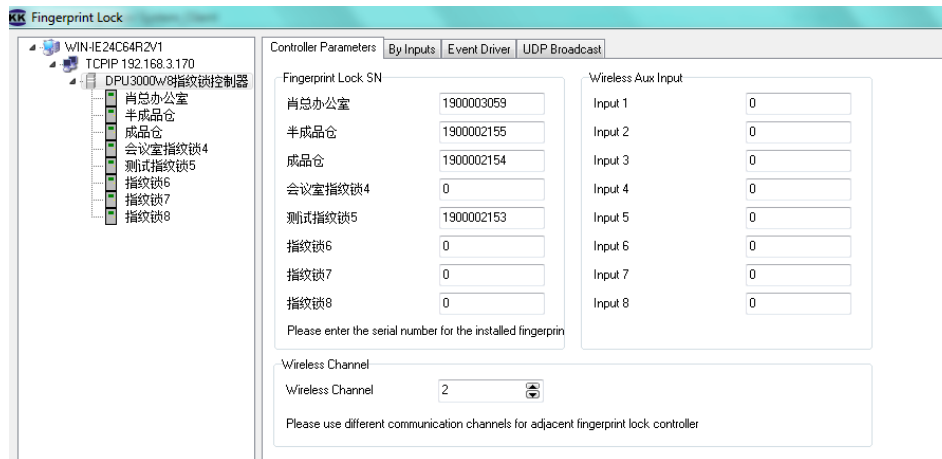 KK Fingerprint Lock
WIN-IE24C64R2V1
TCPIP 192.168.3.170
DPU3000W8指纹锁控制器
肖总办公室
半成品仓
成品仓
会议室指纹锁4
测试指纹锁5
指纹锁6
指纹锁7
指纹锁8
Controller Parameters By Inputs Event Driver UDP Broadcast
Fingerprint Lock SN
肖总办公室 1900003059
半成品仓 1900002155
成品仓 1900002154
会议室指纹锁4 0
测试指纹锁5 1900002153
指纹锁6 0
指纹锁7 0
指纹锁8 0
Please enter the serial number for the installed fingerprin
Wireless Aux Input
Input 1 0
Input 2 0
Input 3 0
Input 4 0
Input 5 0
Input 6 0
Input 7 0
Input 8 0
Wireless Channel
Wireless Channel 2
Please use different communication channels for adjacent fingerprint lock controller